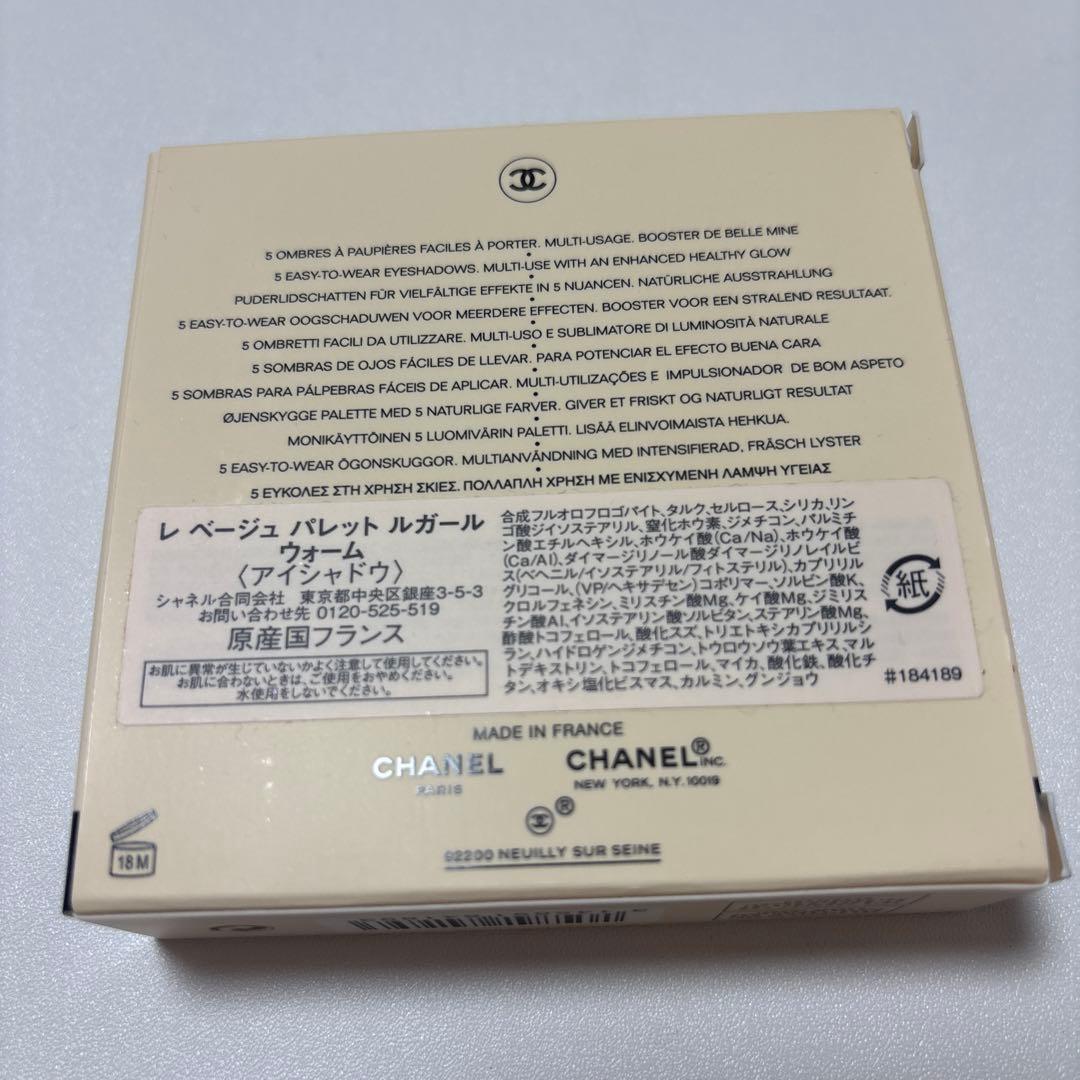 5 OMBRES À PAUPIÈRES FACILES À PORTER. MULTI-USAGE. BOOSTER DE BELLE MINE
5 EASY-TO-WEAR EYESHADOWS. MULTI-USE WITH AN ENHANCED HEALTHY GLOW
PUDERLIDSCHATTEN FÜR VIELFÄLTIGE EFFEKTE IN 5 NUANCEN. NATÜRLICHE AUSSTRAHLUNG
5 EASY-TO-WEAR OOGSCHADUWEN VOOR MEERDERE EFFECTEN. BOOSTER VOOR EEN STRALEND RESULTAAT.
5 OMBRETTI FACILI DA UTILIZZARE. MULTI-USO E SUBLIMATORE DI LUMINOSITÀ NATURALE
5 SOMBRAS DE OJOS FÁCILES DE LLEVAR. PARA POTENCIAR EL EFECTO BUENA CARA
5 SOMBRAS PARA PÁLPEBRAS FÁCEIS DE APLICAR. MULTI-UTILIZAÇÕES E IMPULSIONADOR DE BOM ASPETO
ØJENSKYGGE PALETTE MED 5 NATURLIGE FARVER. GIVER ET FRISKT OG NATURLIGT RESULTAT
MONIKÄYTTÖINEN 5 LUOMIVÄRIN PALETTI. LISÄÄ ELINVOIMAISTA HEHKUA.
5 EASY-TO-WEAR ÖGONSKUGGOR. MULTIANVÄNDNING MED INTENSIFIERAD, FRÄSCH LYSTER
5 ΕΥΚΟΛΕΣ ΣΤΗ ΧΡΗΣΗ ΣΚΙΕΣ. ΠΟΛΛΑΠΛΗ ΧΡΗΣΗ ΜΕ ΕΝΙΣΧΥΜΕΝΗ ΛΑΜΨΗ ΥΓΕΙΑΣ
レ ベージュ パレット ルガール
ウォーム
〈アイシャドウ〉
シャネル合同会社 東京都中央区銀座3-5-3
お問い合わせ先 0120-525-519
原産国フランス
お肌に異常が生じていないかよく注意して使用してください。
お肌に合わないときは、ご使用をおやめください。
水使用をしないでください。
合成フルオロフロゴパイト、タルク、セルロース、シリカ、リン
ゴ酸ジイソステアリル、窒化ホウ素、ジメチコン、パルミチ
ン酸エチルヘキシル、ホウケイ酸(Ca/Na)、ホウケイ酸
(Ca/Al)、ダイマージリノール酸ダイマージリノレイルビ
ス(ベヘニル/イソステアリル/フィトステリル)、カプリリル
グリコール、(VP/ヘキサデセン)コポリマー、ソルビン酸K、
クロルフェネシン、ミリスチン酸Mg、ケイ酸Mg、ジミリス
チン酸Al、イソステアリン酸ソルビタン、ステアリン酸Mg、
酢酸トコフェロール、酸化スズ、トリエトキシカプリリルシ
ラン、ハイドロゲンジメチコン、トウロウソウ葉エキス、マル
トデキストリン、トコフェロール、マイカ、酸化鉄、酸化チ
タン、オキシ塩化ビスマス、カルミン、グンジョウ
紙
#184189
MADE IN FRANCE
CHANEL
PARIS
CHANEL® INC.
NEW YORK, N.Y. 10019
®
92200 NEUILLY SUR SEINE
18 M